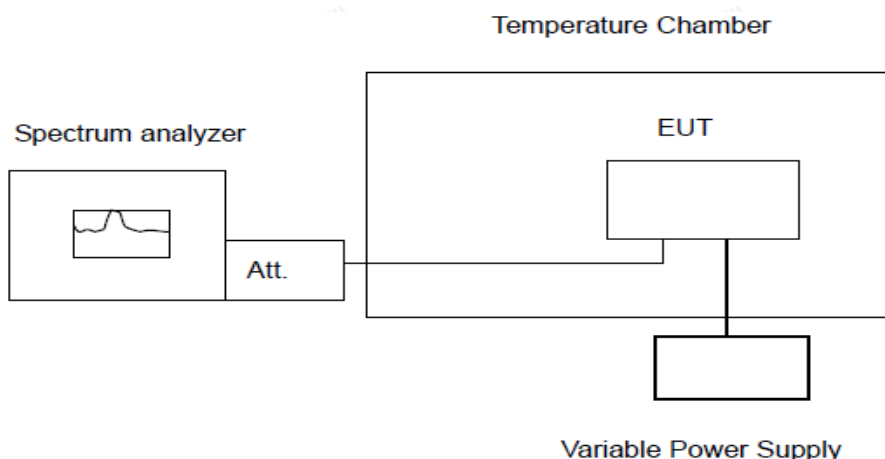 Temperature Chamber
Spectrum analyzer
EUT
Att.
Variable Power Supply